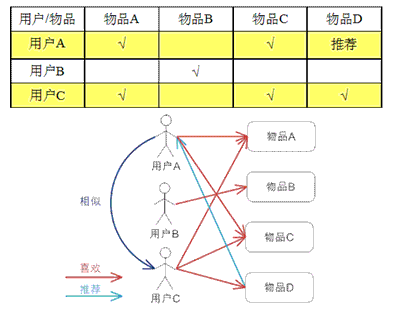 用户/物品 物品A 物品B 物品C 物品D
用户A √ √ 推荐
用户B √
用户C √ √ √
物品A
用户A
物品B
相似
用户B
物品C
喜欢
推荐
用户C
物品D